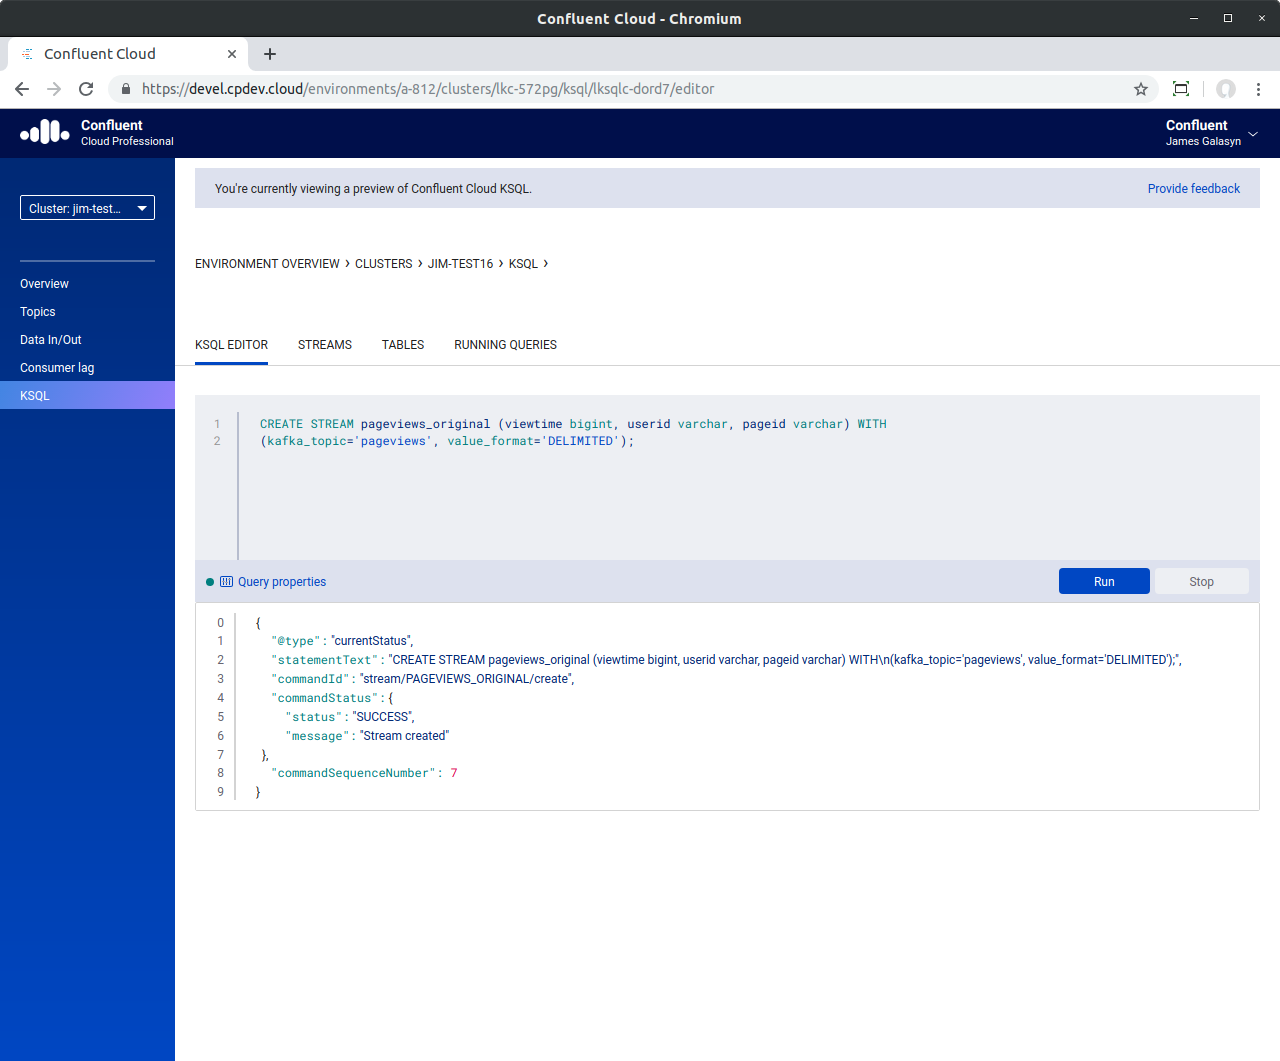 Confluent Cloud - Chromium
Confluent Cloud
https://devel.cpdev.cloud/environments/a-812/clusters/lkc-572pg/ksql/lksqlc-dord7/editor
Confluent
Cloud Professional
Confluent
James Galasyn
Cluster: jim-test...
Overview
Topics
Data In/Out
Consumer lag
KSQL
You're currently viewing a preview of Confluent Cloud KSQL.
Provide feedback
ENVIRONMENT OVERVIEW › CLUSTERS › JIM-TEST16 › KSQL ›
KSQL EDITOR STREAMS TABLES RUNNING QUERIES
1 CREATE STREAM pageviews_original (viewtime bigint, userid varchar, pageid varchar) WITH
2 (kafka_topic='pageviews', value_format='DELIMITED');
Query properties
Run
Stop
0 {
1 "@type": "currentStatus",
2 "statementText": "CREATE STREAM pageviews_original (viewtime bigint, userid varchar, pageid varchar) WITH\n(kafka_topic='pageviews', value_format='DELIMITED');",
3 "commandId": "stream/PAGEVIEWS_ORIGINAL/create",
4 "commandStatus": {
5 "status": "SUCCESS",
6 "message": "Stream created"
7 },
8 "commandSequenceNumber": 7
9 }